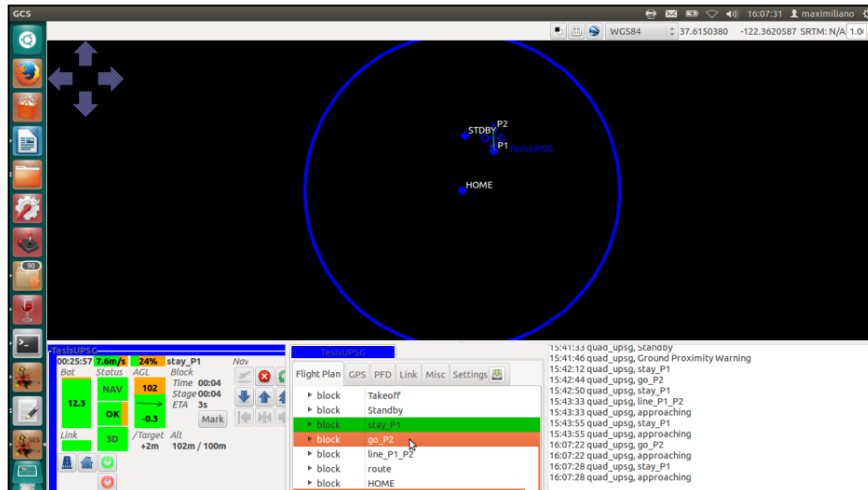 GCS
16:07:31 maximiliano
WGS84 37.6150380 -122.3620587 SRTM: N/A 1.0
P2
STDBY
P1 TesisUPSG
HOME
TesisUPSG
00:25:57 7.6m/s 24% stay_P1 Nav
Bat Status AGL Block
Time 00:04
NAV 102 Stage 00:04
12.3 ETA 3s
OK -0.3 Mark
Link 3D /Target Alt
+2m 102m / 100m
TesisUPSG
Flight Plan GPS PFD Link Misc Settings
block Takeoff
block Standby
block stay_P1
block go_P2
block line_P1_P2
block route
block HOME
15:41:33 quad_upsg, Standby
15:41:46 quad_upsg, Ground Proximity Warning
15:42:12 quad_upsg, stay_P1
15:42:44 quad_upsg, go_P2
15:42:50 quad_upsg, stay_P1
15:43:33 quad_upsg, line_P1_P2
15:43:33 quad_upsg, approaching
15:43:55 quad_upsg, stay_P1
15:43:55 quad_upsg, approaching
16:07:22 quad_upsg, go_P2
16:07:22 quad_upsg, approaching
16:07:28 quad_upsg, stay_P1
16:07:28 quad_upsg, approaching
90